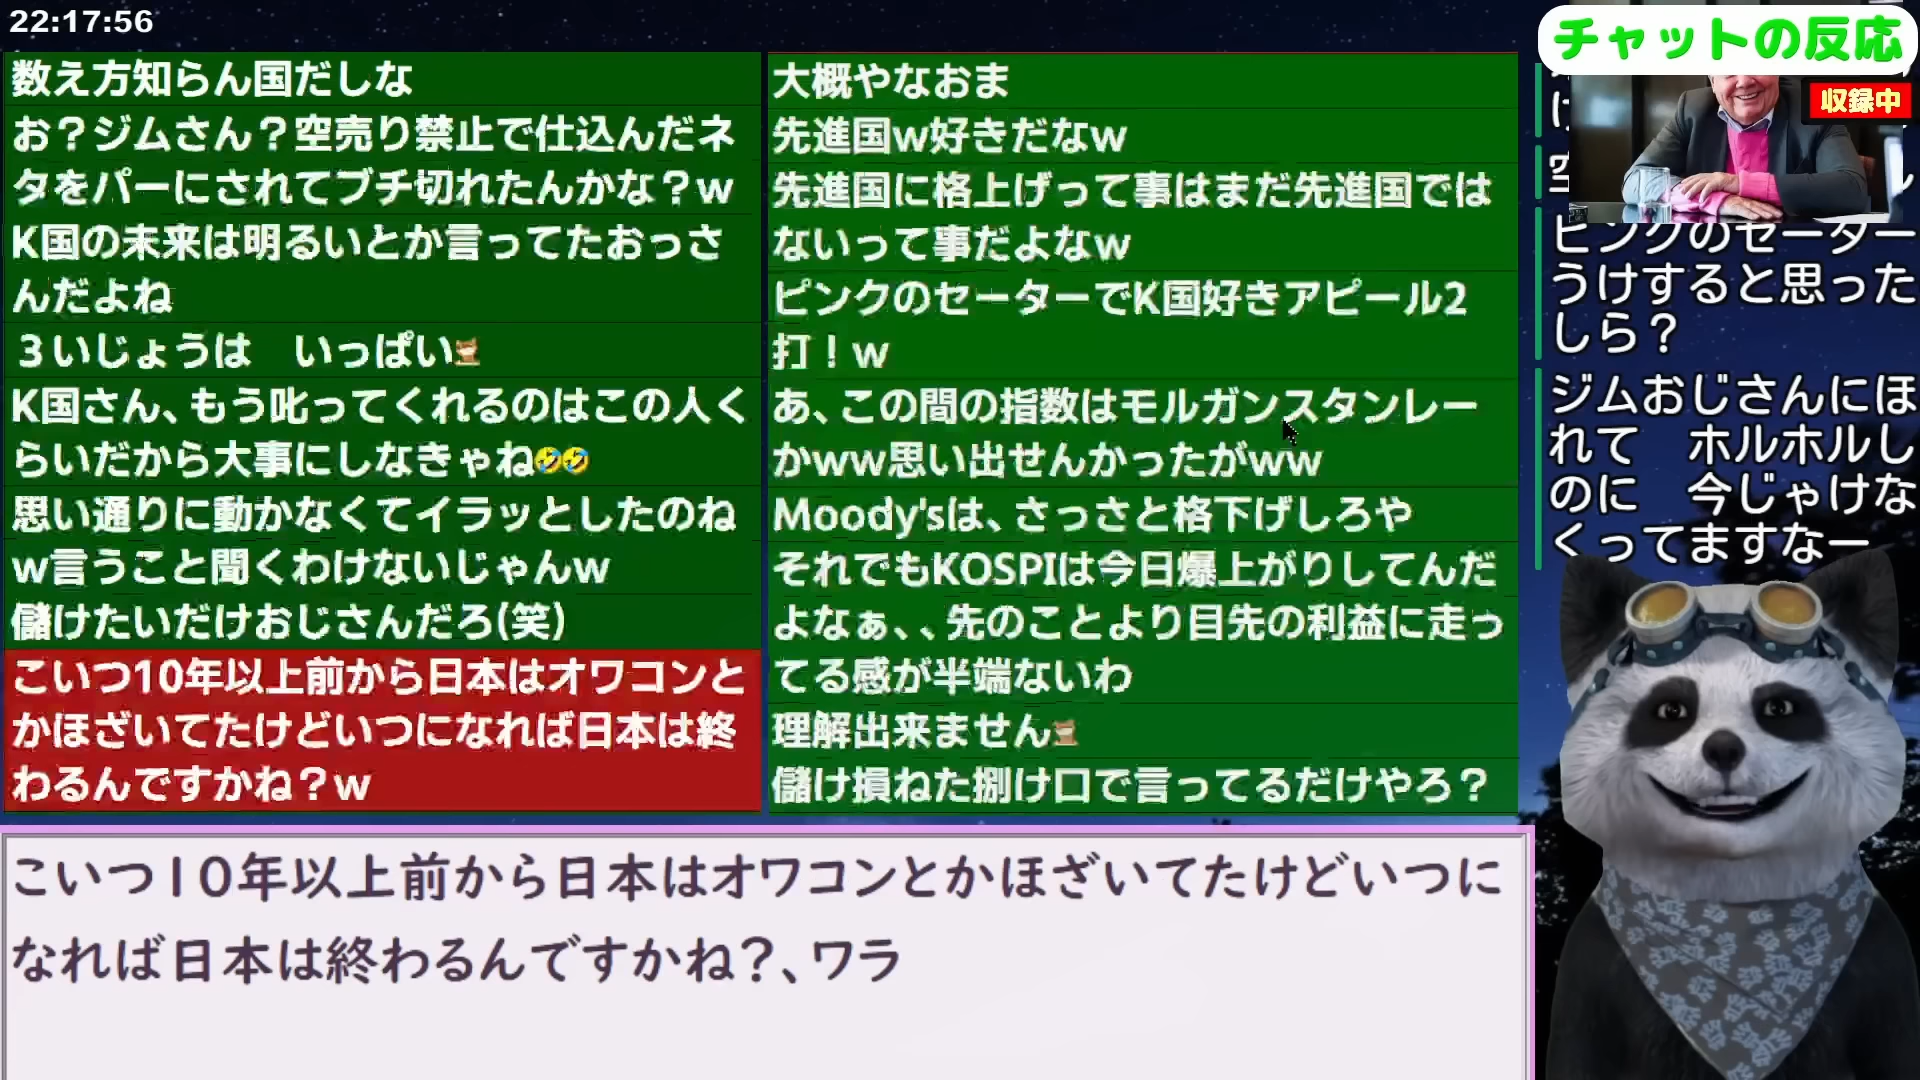 22:17:56
数え方知らん国だしな
お？ジムさん？空売り禁止で仕込んだネ
タをパーにされてブチ切れたんかな？w
K国の未来は明るいとか言ってたおっさ
んだよね
３いじょうは　いっぱい
K国さん、もう叱ってくれるのはこの人く
らいだから大事にしなきゃね🤣🤣
思い通りに動かなくてイラッとしたのね
w言うこと聞くわけないじゃんw
儲けたいだけおじさんだろ(笑)
こいつ10年以上前から日本はオワコンと
かほざいてたけどいつになれば日本は終
わるんですかね？w
大概やなおま
先進国w好きだなw
先進国に格上げって事はまだ先進国では
ないって事だよなw
ピンクのセーターでK国好きアピール2
打！w
あ、この間の指数はモルガンスタンレー
かww思い出せんかったがww
Moody'sは、さっさと格下げしろや
それでもKOSPIは今日爆上がりしてんだ
よなぁ、、先のことより目先の利益に走っ
てる感が半端ないわ
理解出来ません
儲け損ねた捌け口で言ってるだけやろ？
こいつ１０年以上前から日本はオワコンとかほざいてたけどいつに
なれば日本は終わるんですかね？、ワラ
チャットの反応
収録中
ピンクのセーター
うけすると思った
しら？
ジムおじさんにほ
れて　ホルホルし
のに　今じゃけな
くってますなー